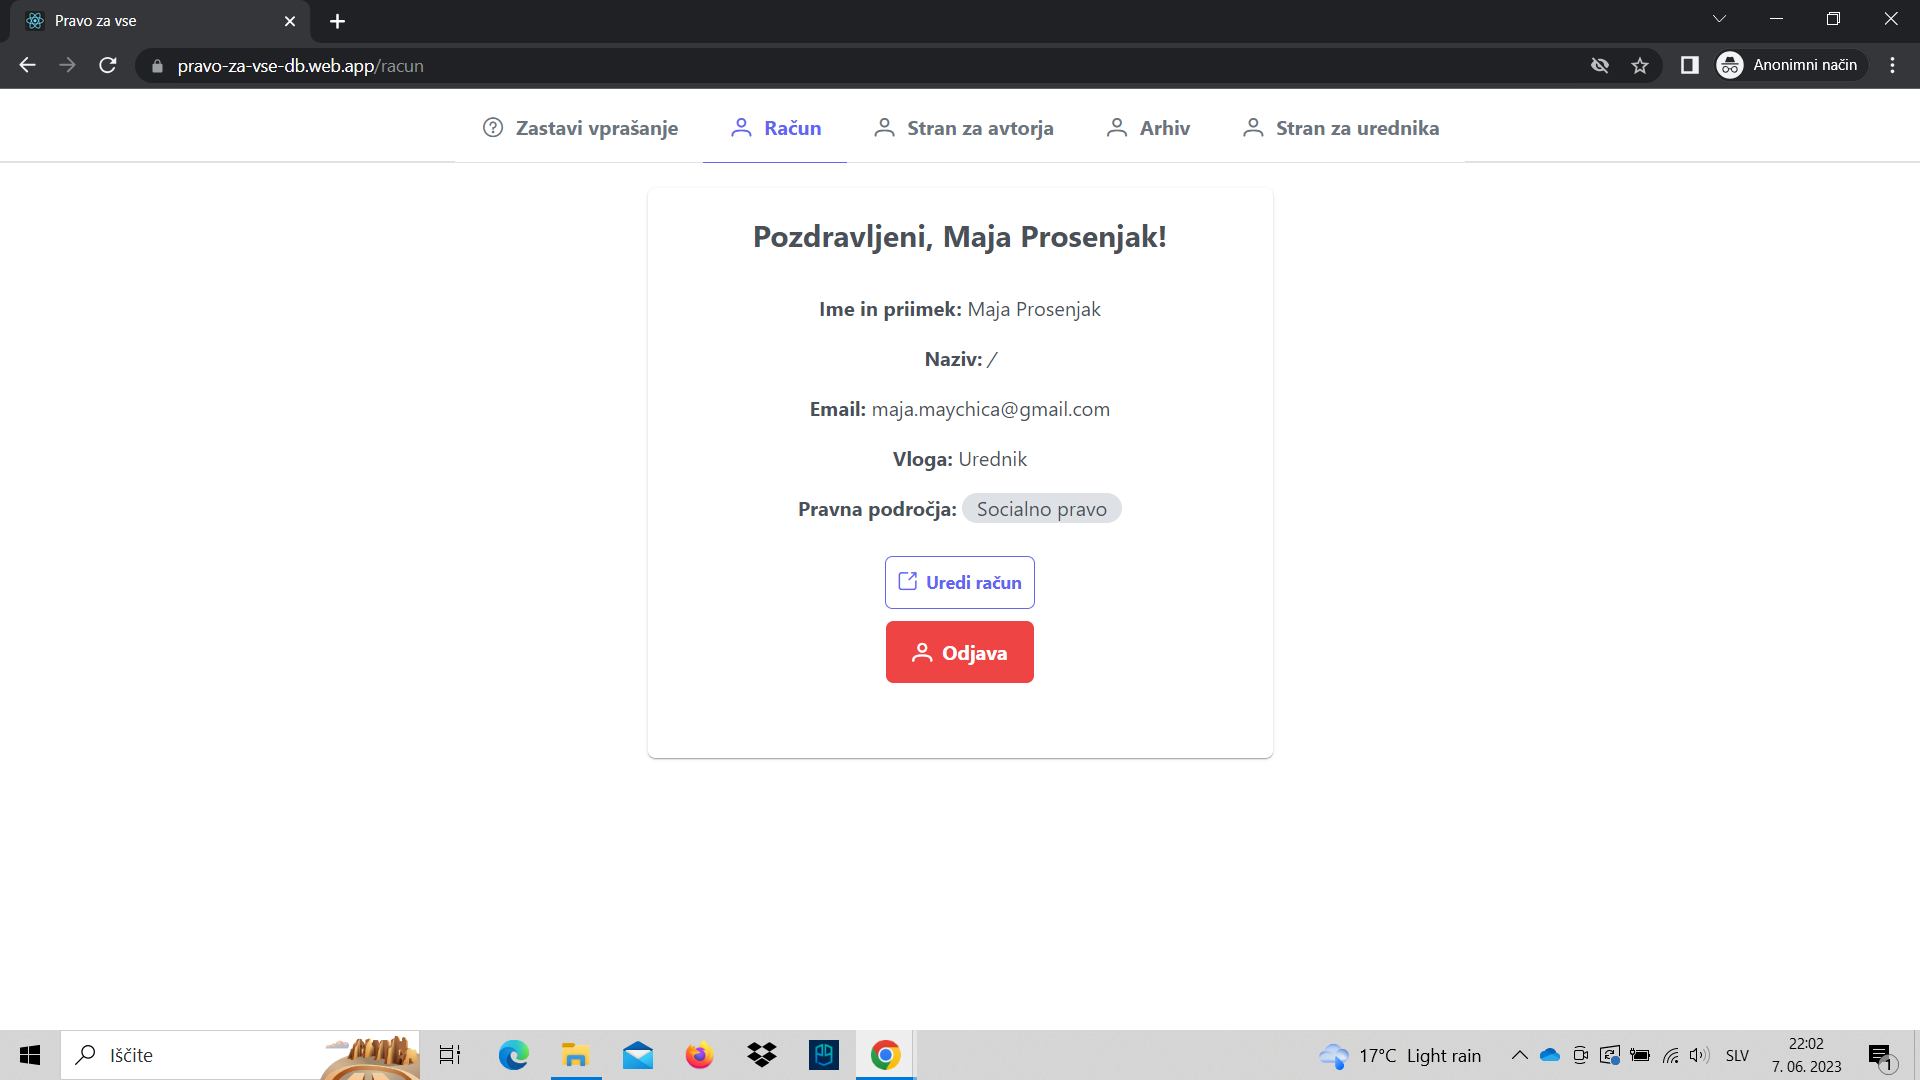 Pravo za vse
pravo-za-vse-db.web.app/racun
Anonimni način
Zastavi vprašanje
Račun
Stran za avtorja
Arhiv
Stran za urednika
Pozdravljeni, Maja Prosenjak!
Ime in priimek: Maja Prosenjak
Naziv: /
Email: maja.maychica@gmail.com
Vloga: Urednik
Pravna področja: Socialno pravo
Uredi račun
Odjava
Iščite
17°C Light rain
SLV
22:02
7. 06. 2023
1